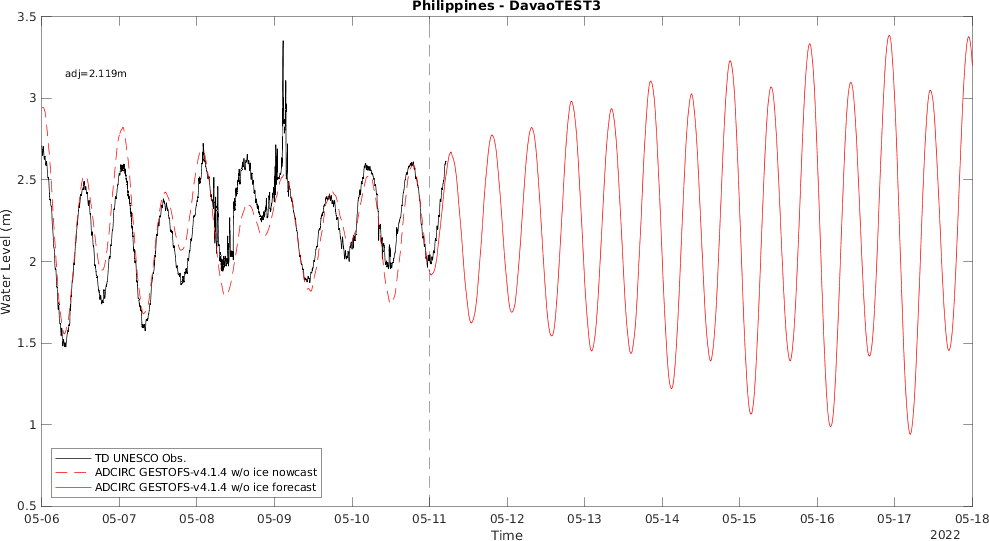 Philippines - DavaoTEST3
adj=2.119m
3.5
3
2.5
2
1.5
1
0.5
Water Level (m)
TD UNESCO Obs.
ADCIRC GESTOFS-v4.1.4 w/o ice nowcast
ADCIRC GESTOFS-v4.1.4 w/o ice forecast
05-06 05-07 05-08 05-09 05-10 05-11 05-12 05-13 05-14 05-15 05-16 05-17 05-18
Time
2022